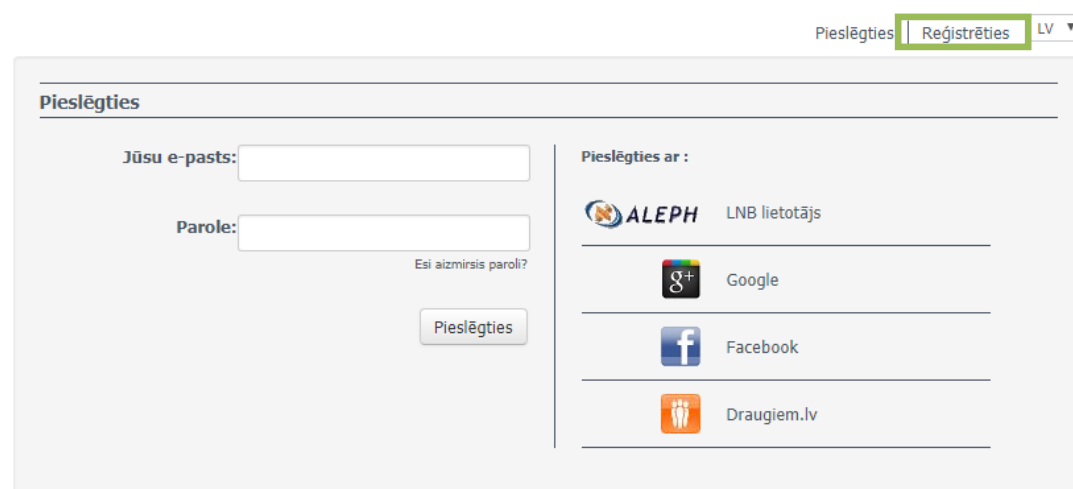 Pieslēgties Reģistrēties LV
Pieslēgties
Jūsu e-pasts:
Parole:
Esi aizmirsis paroli?
Pieslēgties
Pieslēgties ar :
ALEPH LNB lietotājs
g+ Google
f Facebook
Draugiem.lv